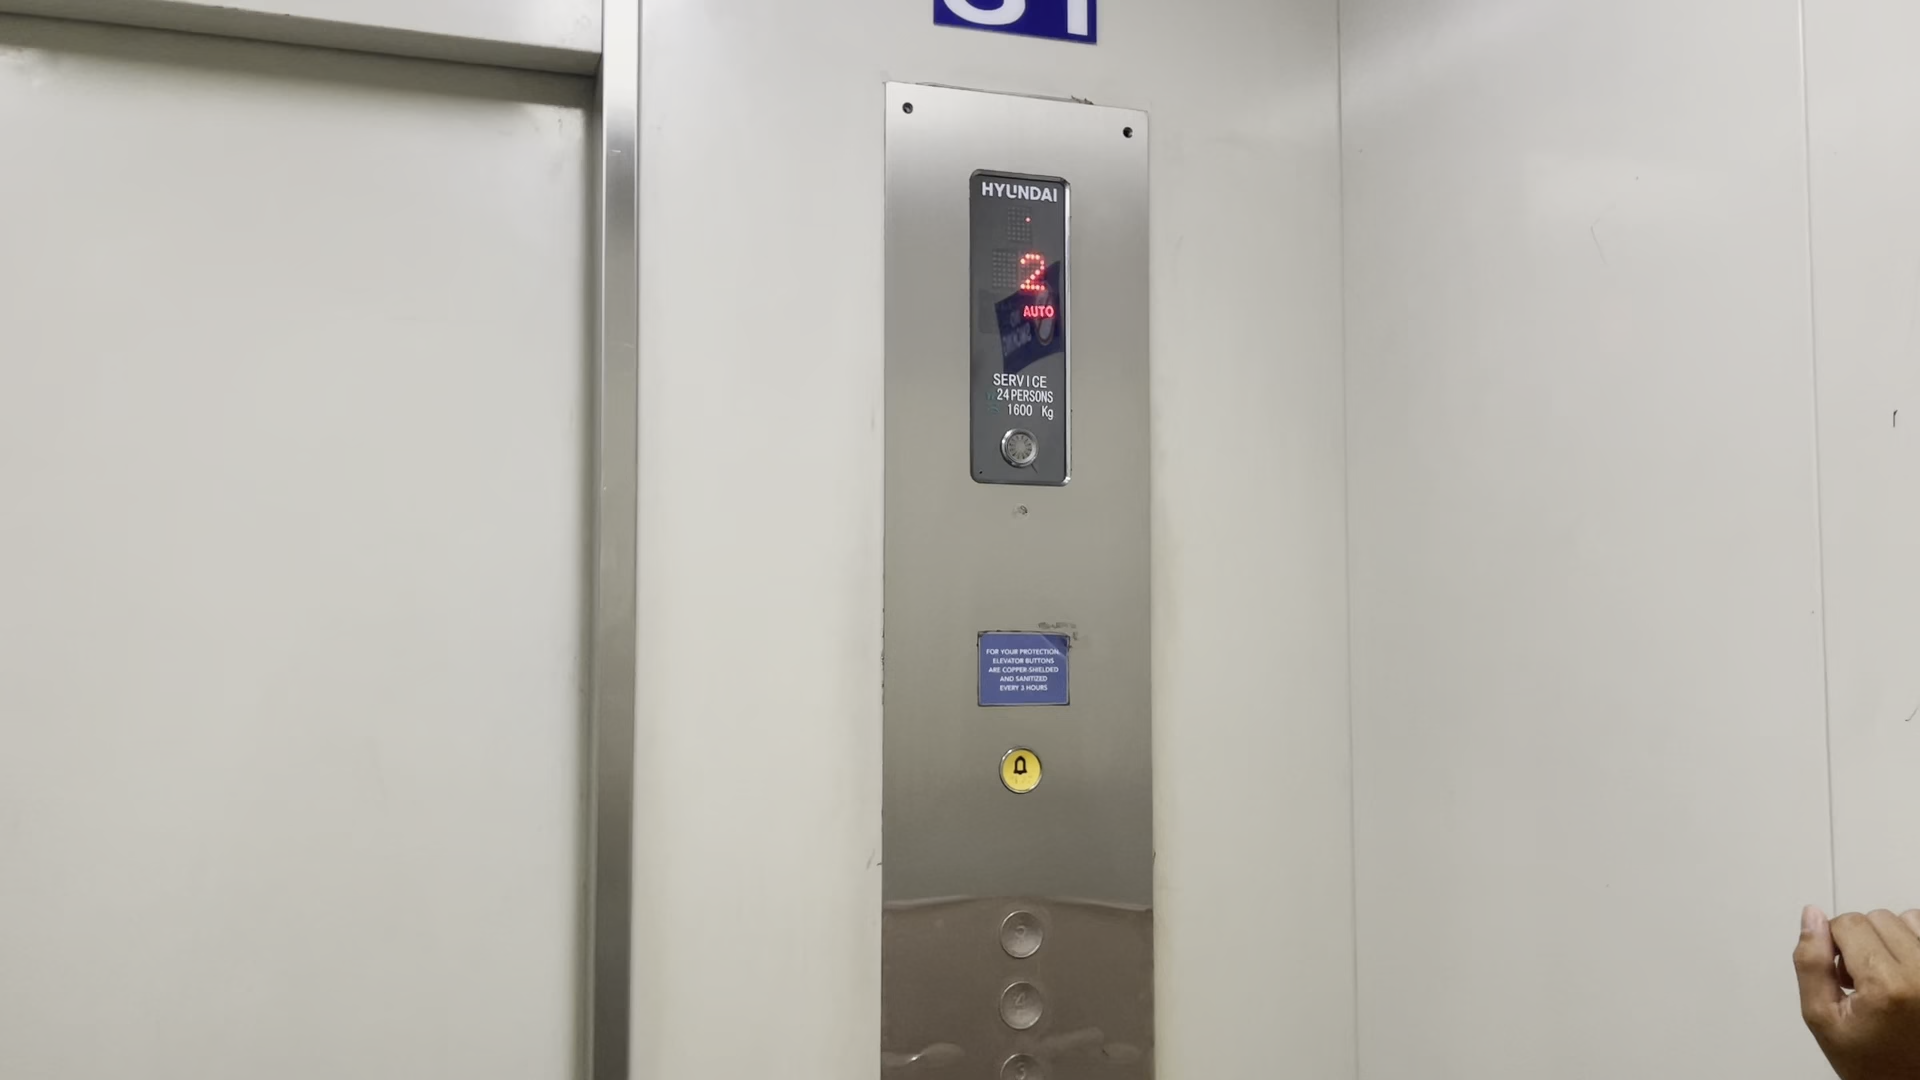 HYUNDAI
2
AUTO
SERVICE
24 PERSONS
1600 Kg
FOR YOUR PROTECTION,
ELEVATOR BUTTONS
ARE COPPER-SHIELDED
AND SANITIZED
EVERY 2 HOURS
4